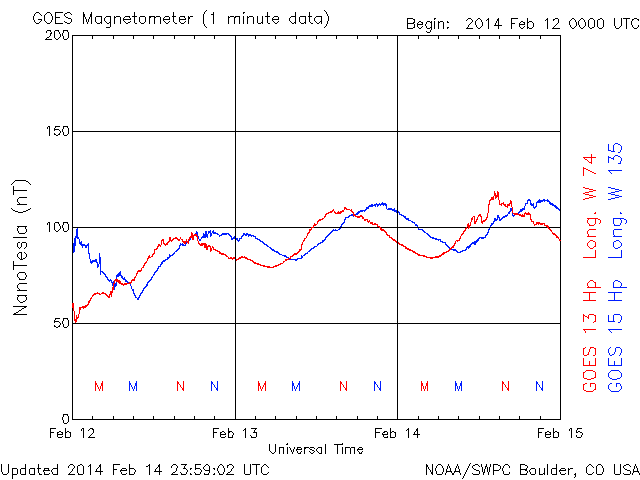 GOES Magnetometer (1 minute data)
Begin: 2014 Feb 12 0000 UTC
200
150
100
50
0
NanoTesla (nT)
M M N N M M N N M M N N
Feb 12 Feb 13 Feb 14 Feb 15
Universal Time
GOES 13 Hp Long. W 74
GOES 15 Hp Long. W 135
Updated 2014 Feb 14 23:59:02 UTC
NOAA/SWPC Boulder, CO USA